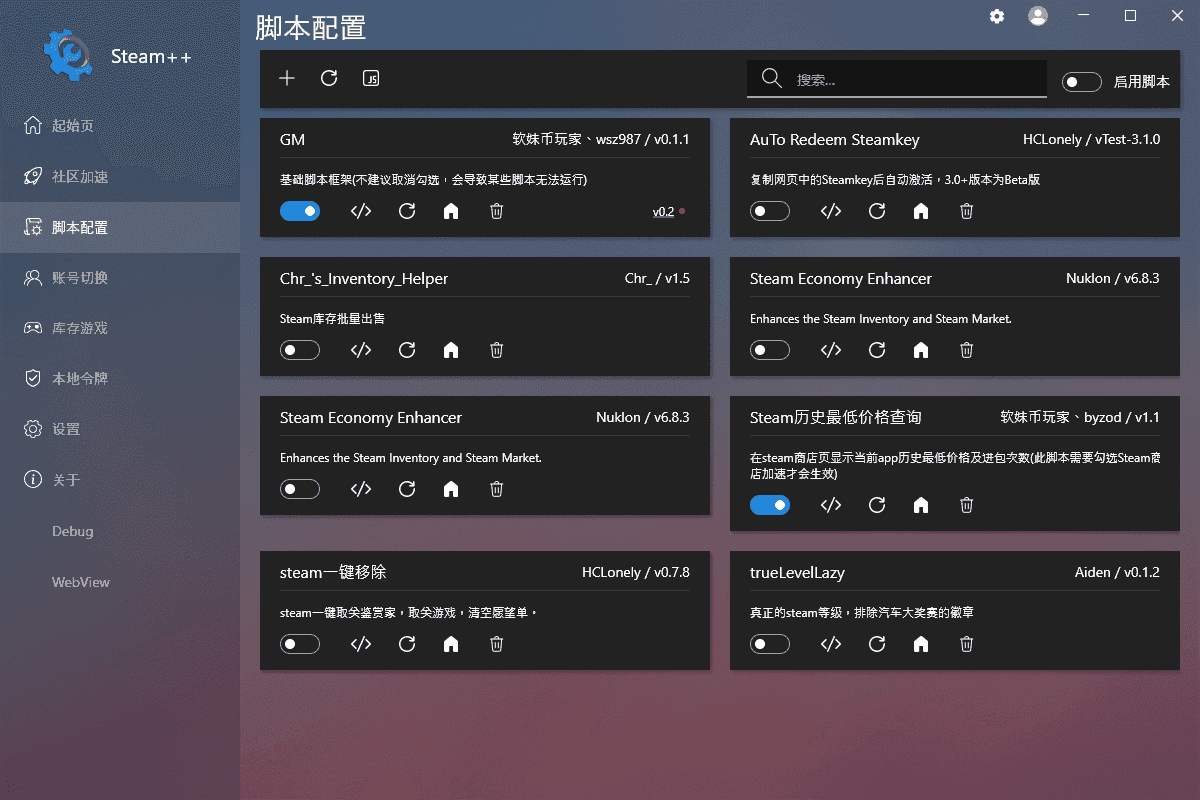 Steam++
起始页
社区加速
脚本配置
账号切换
库存游戏
本地令牌
设置
关于
Debug
WebView
脚本配置
搜索...
启用脚本
GM
软妹币玩家、wsz987 / v0.1.1
基础脚本框架(不建议取消勾选，会导致某些脚本无法运行)
v0.2
AuTo Redeem Steamkey
HCLonely / vTest-3.1.0
复制网页中的Steamkey后自动激活，3.0+版本为Beta版
Chr_'s_Inventory_Helper
Chr_ / v1.5
Steam库存批量出售
Steam Economy Enhancer
Nuklon / v6.8.3
Enhances the Steam Inventory and Steam Market.
Steam Economy Enhancer
Nuklon / v6.8.3
Enhances the Steam Inventory and Steam Market.
Steam历史最低价格查询
软妹币玩家、byzod / v1.1
在steam商店页显示当前app历史最低价格及进包次数(此脚本需要勾选Steam商
店加速才会生效)
steam一键移除
HCLonely / v0.7.8
steam一键取关鉴赏家，取关游戏，清空愿望单。
trueLevelLazy
Aiden / v0.1.2
真正的steam等级，排除汽车大奖赛的徽章